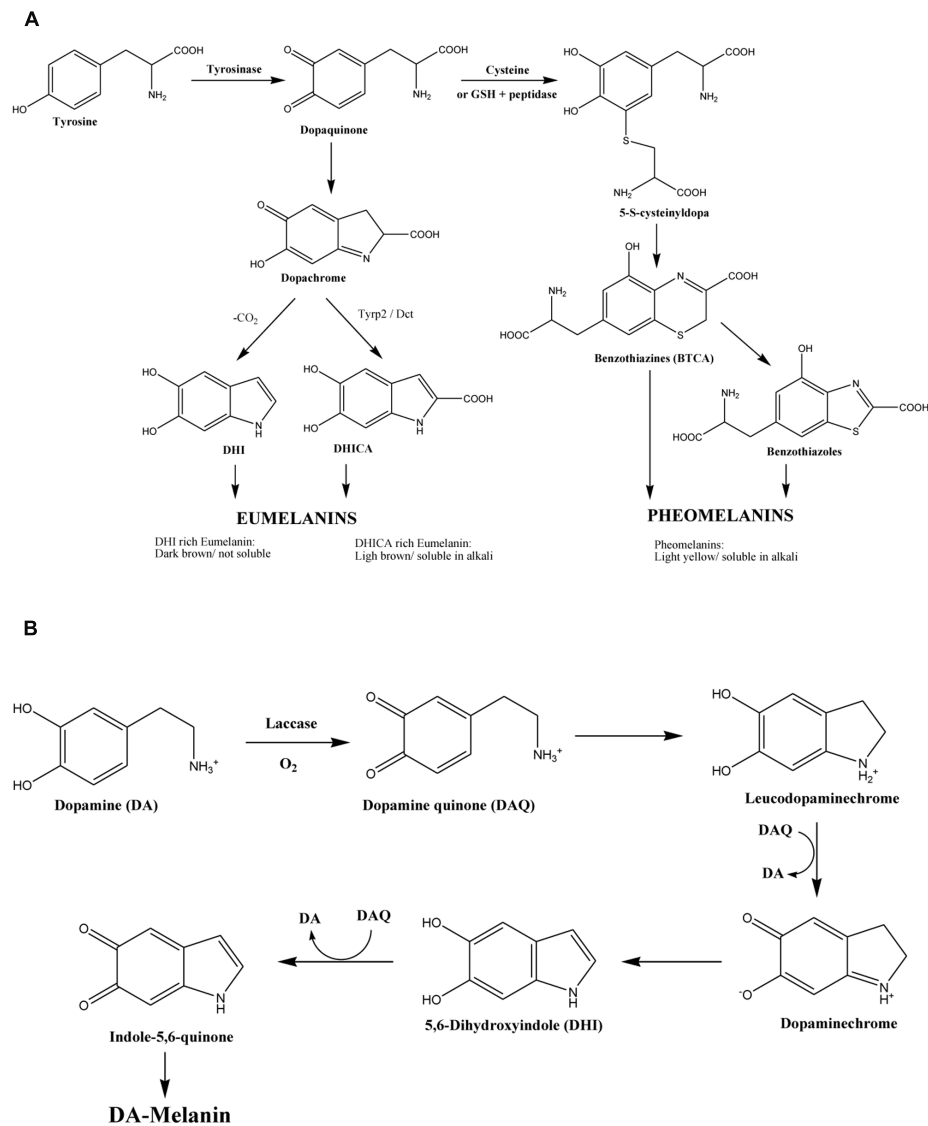 A
COOH
NH2
HO
Tyrosine
Tyrosinase
O
O
COOH
NH2
Dopaquinone
Cysteine
or GSH + peptidase
HO
HO
COOH
NH2
S
NH2
COOH
5-S-cysteinyldopa
O
HO
N
COOH
Dopachrome
-CO2
Tyrp2 / Dct
HO
HO
N
H
DHI
HO
HO
N
H
COOH
DHICA
OH
N
COOH
NH2
HOOC
S
Benzothiazines (BTCA)
OH
N
NH2
COOH
HOOC
S
Benzothiazoles
EUMELANINS
DHI rich Eumelanin:
Dark brown/ not soluble
DHICA rich Eumelanin:
Ligh brown/ soluble in alkali
PHEOMELANINS
Pheomelanins:
Light yellow/ soluble in alkali
B
HO
HO
NH3+
Dopamine (DA)
Laccase
O2
O
O
NH3+
Dopamine quinone (DAQ)
HO
HO
N
H2+
Leucodopaminechrome
DAQ
DA
O
-O
N
H+
Dopaminechrome
HO
HO
N
H
5,6-Dihydroxyindole (DHI)
DA
DAQ
O
O
N
H
Indole-5,6-quinone
DA-Melanin